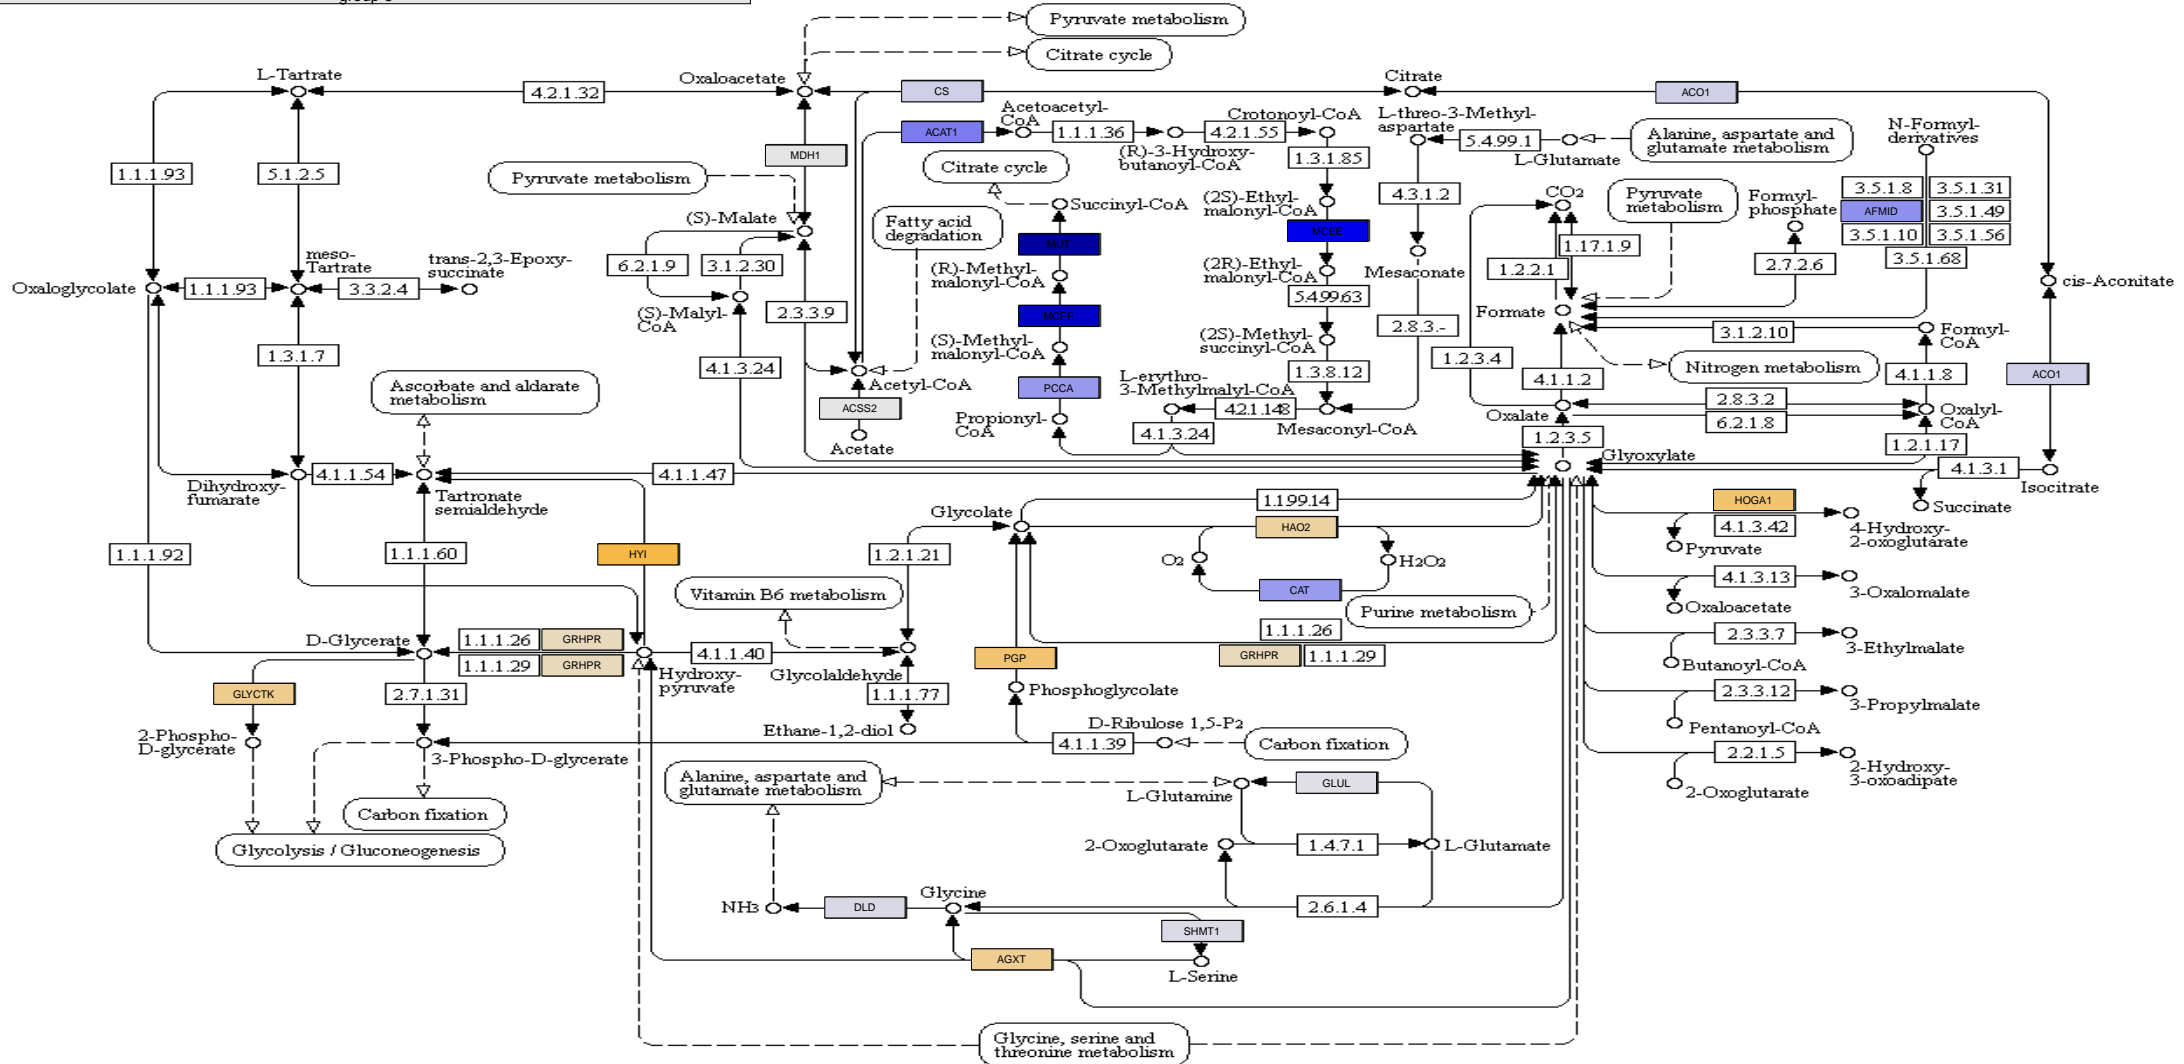 Pyruvate metabolism
Citrate cycle
L-Tartrate
4.2.1.32
Oxaloacetate
CS
Citrate
ACO1
Acetoacetyl-
CoA
ACAT1
1.1.1.36
(R)-3-Hydroxy-
butanoyl-CoA
4.2.1.55
Crotonoyl-CoA
1.3.1.85
L-threo-3-Methyl-
aspartate
5.4.99.1
L-Glutamate
Alanine, aspartate and
glutamate metabolism
N-Formyl-
derivatives
MDH1
1.1.1.93
5.1.2.5
Pyruvate metabolism
Citrate cycle
(S)-Malate
Fatty acid
degradation
Succinyl-CoA
(2S)-Ethyl-
malonyl-CoA
4.3.1.2
CO2
Pyruvate
metabolism
Formyl-
phosphate
3.5.1.8
3.5.1.31
AFMID
3.5.1.49
3.5.1.10
3.5.1.56
3.5.1.68
MUT
MCEE
1.17.1.9
1.2.2.1
2.7.2.6
6.2.1.9
3.1.2.30
meso-
Tartrate
trans-2,3-Epoxy-
succinate
(R)-Methyl-
malonyl-CoA
(2R)-Ethyl-
malonyl-CoA
Mesaconate
Oxaloglycolate
1.1.1.93
3.3.2.4
cis-Aconitate
(S)-Malyl-
CoA
2.3.3.9
MCEE
5.4.99.63
Formate
2.8.3.-
3.1.2.10
Formyl-
CoA
(S)-Methyl-
malonyl-CoA
(2S)-Methyl-
succinyl-CoA
1.3.1.7
4.1.3.24
1.2.3.4
Nitrogen metabolism
Ascorbate and aldarate
metabolism
Acetyl-CoA
PCCA
L-erythro-
3-Methylmalyl-CoA
1.3.8.12
4.1.1.2
4.1.1.8
ACO1
ACSS2
Acetate
Propionyl-
CoA
4.2.1.148
Mesaconyl-CoA
4.1.3.24
Oxalate
2.8.3.2
6.2.1.8
Oxalyl-
CoA
1.2.3.5
1.2.1.17
Glyoxylate
Dihydroxy-
fumarate
4.1.1.54
Tartronate
semialdehyde
4.1.1.47
4.1.3.1
Isocitrate
Succinate
Glycolate
1.1.99.14
HAO2
HOGA1
4.1.3.42
4-Hydroxy-
2-oxoglutarate
Pyruvate
1.1.1.92
1.1.1.60
HYI
1.2.1.21
O2
H2O2
CAT
4.1.3.13
3-Oxalomalate
Oxaloacetate
Vitamin B6 metabolism
Purine metabolism
1.1.1.26
GRHPR
1.1.1.29
2.3.3.7
3-Ethylmalate
Butanoyl-CoA
D-Glycerate
1.1.1.26
GRHPR
1.1.1.29
GRHPR
4.1.1.40
Hydroxy-
pyruvate
Glycolaldehyde
PGP
GLYCTK
2.7.1.31
1.1.1.77
Phosphoglycolate
2.3.3.12
3-Propylmalate
Pentanoyl-CoA
2-Phospho-
D-glycerate
3-Phospho-D-glycerate
Ethane-1,2-diol
D-Ribulose 1,5-P2
4.1.1.39
Carbon fixation
2.2.1.5
2-Hydroxy-
3-oxoadipate
2-Oxoglutarate
Alanine, aspartate and
glutamate metabolism
L-Glutamine
GLUL
Carbon fixation
Glycolysis / Gluconeogenesis
2-Oxoglutarate
1.4.7.1
L-Glutamate
NH3
DLD
Glycine
2.6.1.4
SHMT1
AGXT
L-Serine
Glycine, serine and
threonine metabolism